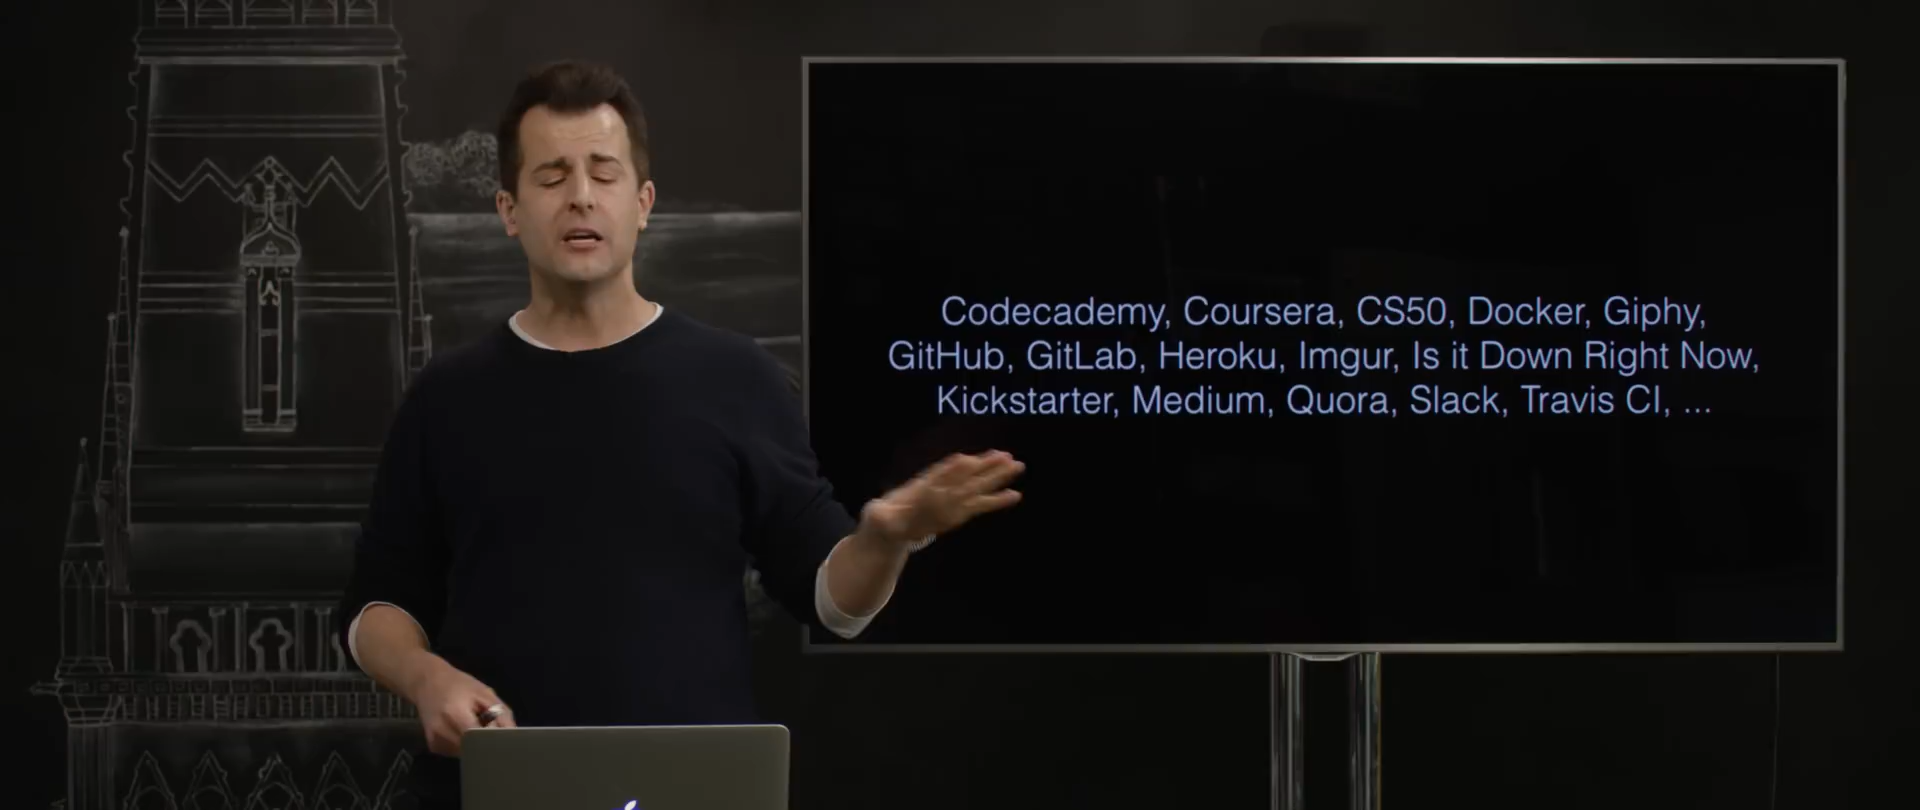 Codecademy, Coursera, CS50, Docker, Giphy,
GitHub, GitLab, Heroku, Imgur, Is it Down Right Now,
Kickstarter, Medium, Quora, Slack, Travis CI, ...